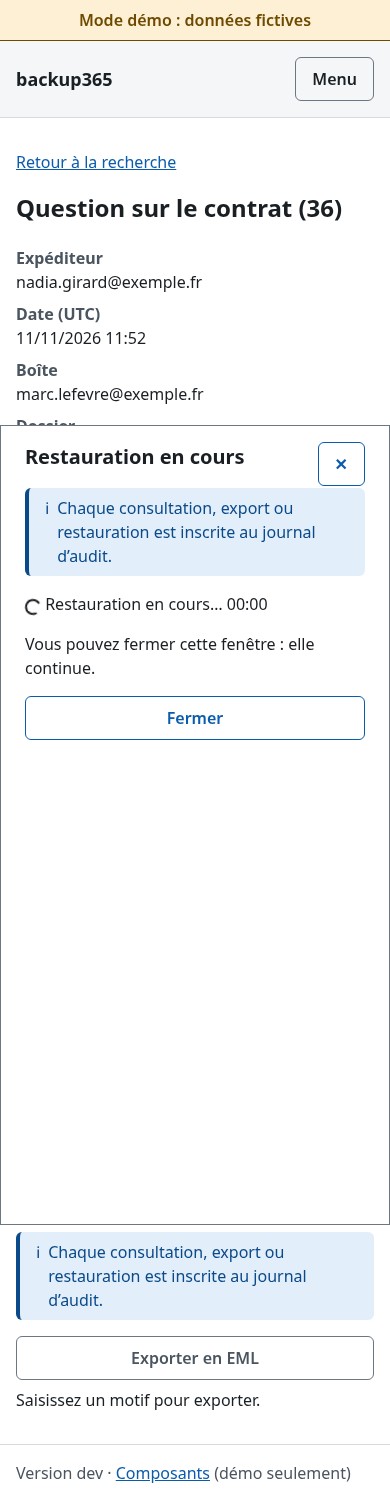 Mode démo : données fictives
backup365
Menu
Retour à la recherche
Question sur le contrat (36)
Expéditeur
nadia.girard@exemple.fr
Date (UTC)
11/11/2026 11:52
Boîte
marc.lefevre@exemple.fr
Dossier
Restauration en cours
×
i Chaque consultation, export ou
restauration est inscrite au journal
d’audit.
Restauration en cours… 00:00
Vous pouvez fermer cette fenêtre : elle
continue.
Fermer
i Chaque consultation, export ou
restauration est inscrite au journal
d’audit.
Exporter en EML
Saisissez un motif pour exporter.
Version dev · Composants (démo seulement)